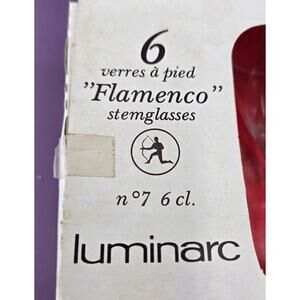 6
verres à pied
"Flamenco"
stemglasses
n°7 6 cl.
luminarc